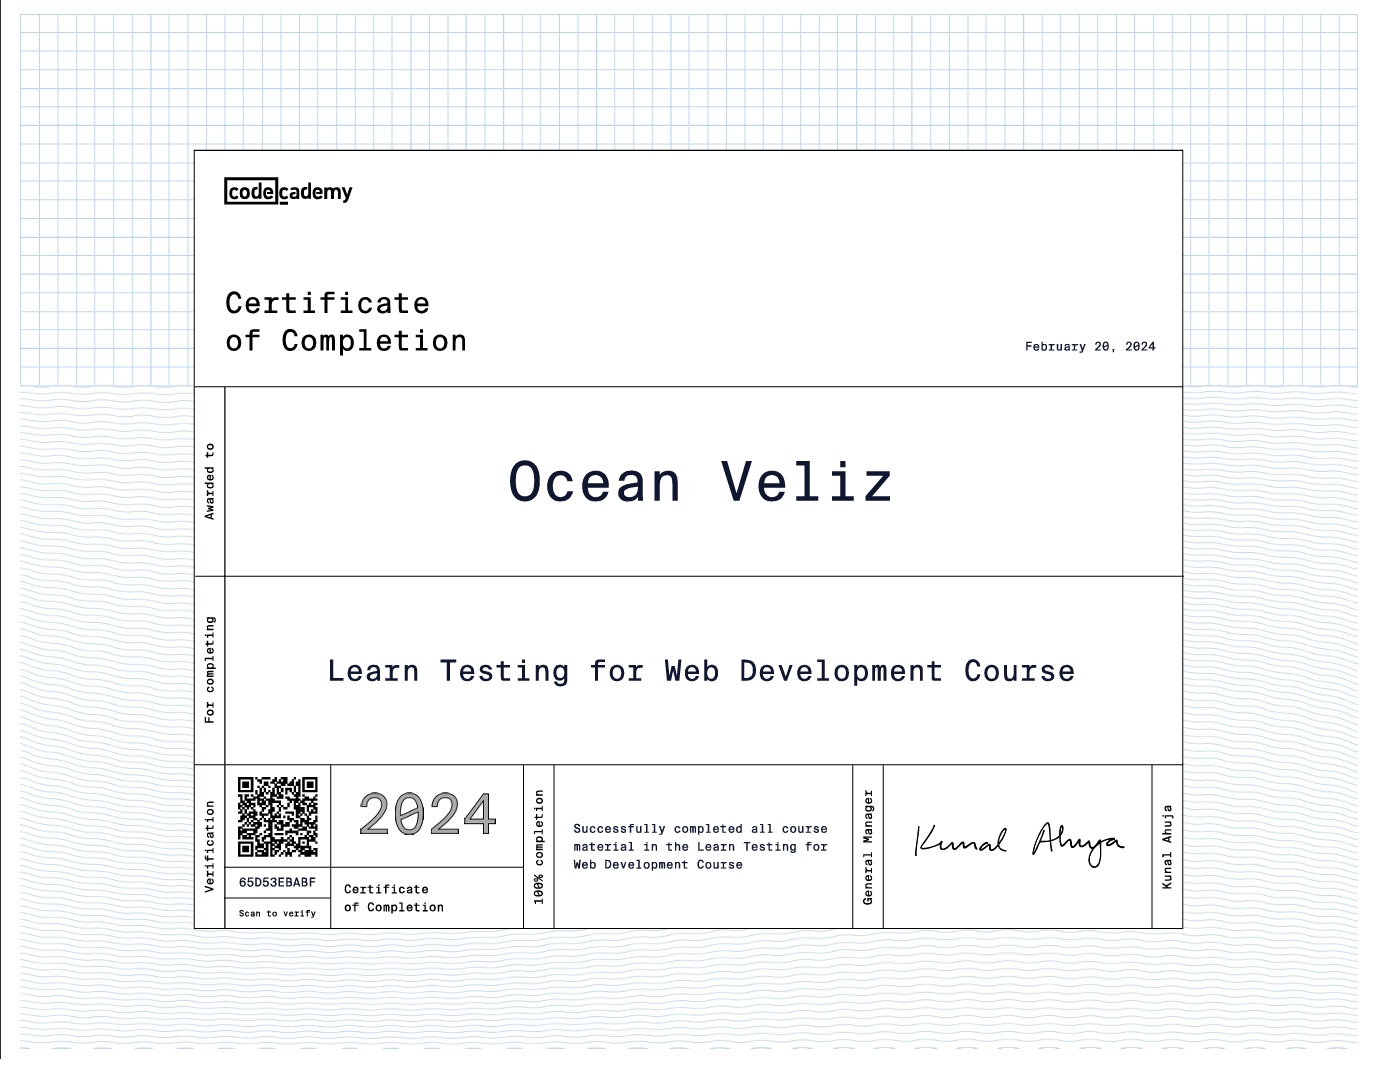 codecademy
Certificate
of Completion
February 20, 2024
Awarded to
Ocean Veliz
For completing
Learn Testing for Web Development Course
Verification
65D53EBABF
Scan to verify
2024
Certificate
of Completion
100% completion
Successfully completed all course
material in the Learn Testing for
Web Development Course
General Manager
Kunal Ahuja
Kunal Ahuja